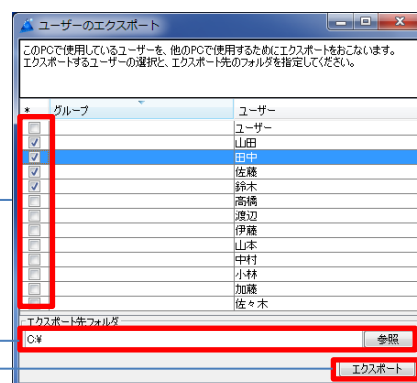 ユーザーのエクスポート
このPCで使用しているユーザーを、他のPCで使用するためにエクスポートをおこないます。
エクスポートするユーザーの選択と、エクスポート先のフォルダを指定してください。
* グループ ユーザー
ユーザー
山田
田中
佐藤
鈴木
高橋
渡辺
伊藤
山本
中村
小林
加藤
佐々木
エクスポート先フォルダ
C:¥ 参照
エクスポート